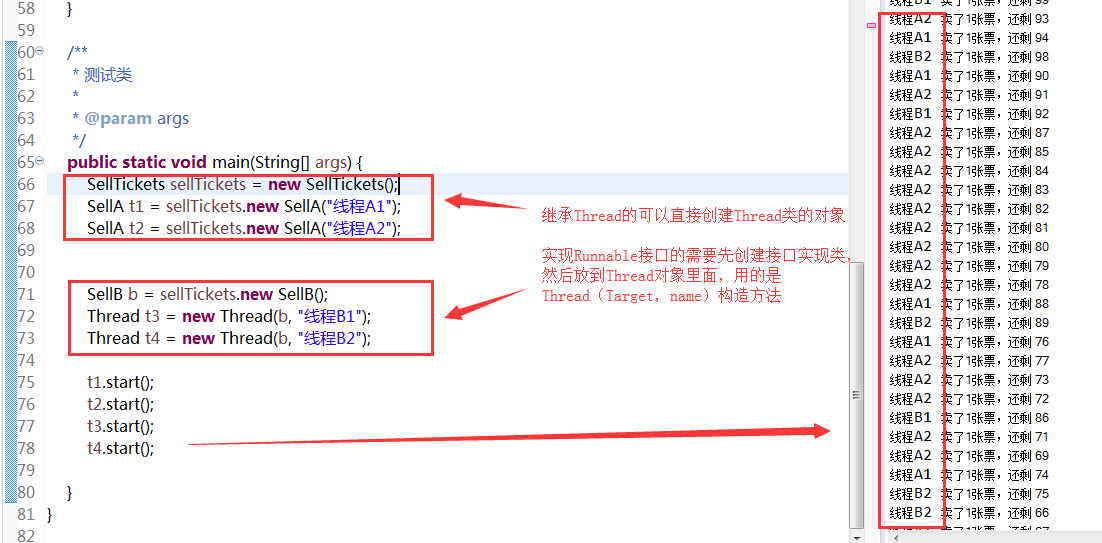 58 }
59
60 /**
61 * 测试类
62 *
63 * @param args
64 */
65 public static void main(String[] args) {
66 SellTickets sellTickets = new SellTickets();
67 SellA t1 = sellTickets.new SellA("线程A1");
68 SellA t2 = sellTickets.new SellA("线程A2");
69
70
71 SellB b = sellTickets.new SellB();
72 Thread t3 = new Thread(b, "线程B1");
73 Thread t4 = new Thread(b, "线程B2");
74
75 t1.start();
76 t2.start();
77 t3.start();
78 t4.start();
79
80 }
81 }
82
继承Thread的可以直接创建Thread类的对象
实现Runnable接口的需要先创建接口实现类,
然后放到Thread对象里面,用的是
Thread(Target, name)构造方法
线程B1 卖了1张票,还剩 99
线程A2 卖了1张票,还剩 93
线程A1 卖了1张票,还剩 94
线程B2 卖了1张票,还剩 98
线程A1 卖了1张票,还剩 90
线程A2 卖了1张票,还剩 91
线程B1 卖了1张票,还剩 92
线程A2 卖了1张票,还剩 87
线程A2 卖了1张票,还剩 85
线程A2 卖了1张票,还剩 84
线程A2 卖了1张票,还剩 83
线程A2 卖了1张票,还剩 82
线程A2 卖了1张票,还剩 81
线程A2 卖了1张票,还剩 80
线程A2 卖了1张票,还剩 79
线程A2 卖了1张票,还剩 78
线程A1 卖了1张票,还剩 88
线程B2 卖了1张票,还剩 89
线程A1 卖了1张票,还剩 76
线程A2 卖了1张票,还剩 77
线程A2 卖了1张票,还剩 73
线程A2 卖了1张票,还剩 72
线程B1 卖了1张票,还剩 86
线程A2 卖了1张票,还剩 71
线程A2 卖了1张票,还剩 69
线程A1 卖了1张票,还剩 74
线程B2 卖了1张票,还剩 75
线程B2 卖了1张票,还剩 66